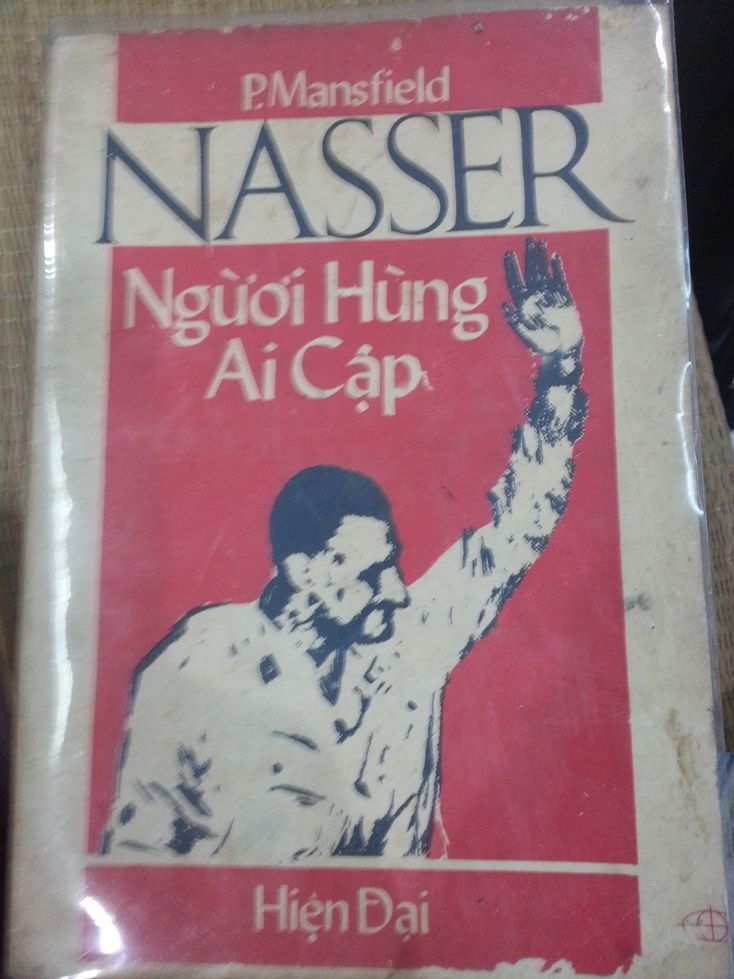 P.Mansfield
NASSER
Người Hùng
Ai Cập
Hiện Đại